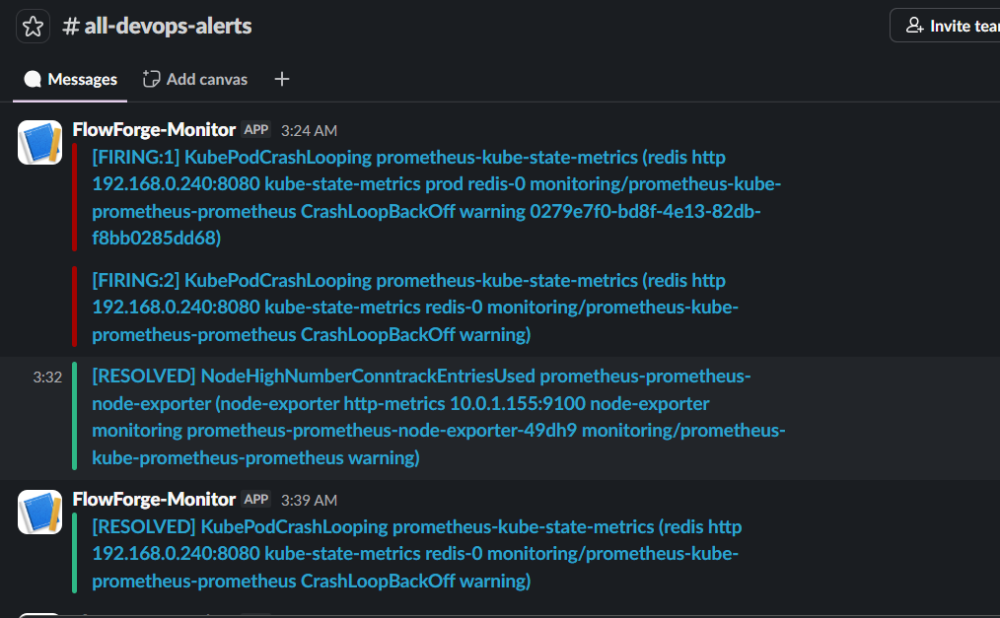 # all-devops-alerts
Invite tea
Messages
Add canvas
FlowForge-Monitor APP 3:24 AM
[FIRING:1] KubePodCrashLooping prometheus-kube-state-metrics (redis http
192.168.0.240:8080 kube-state-metrics prod redis-0 monitoring/prometheus-kube-
prometheus-prometheus CrashLoopBackOff warning 0279e7f0-bd8f-4e13-82db-
f8bb0285dd68)
[FIRING:2] KubePodCrashLooping prometheus-kube-state-metrics (redis http
192.168.0.240:8080 kube-state-metrics redis-0 monitoring/prometheus-kube-
prometheus-prometheus CrashLoopBackOff warning)
3:32
[RESOLVED] NodeHighNumberConntrackEntriesUsed prometheus-prometheus-
node-exporter (node-exporter http-metrics 10.0.1.155:9100 node-exporter
monitoring prometheus-prometheus-node-exporter-49dh9 monitoring/prometheus-
kube-prometheus-prometheus warning)
FlowForge-Monitor APP 3:39 AM
[RESOLVED] KubePodCrashLooping prometheus-kube-state-metrics (redis http
192.168.0.240:8080 kube-state-metrics redis-0 monitoring/prometheus-kube-
prometheus-prometheus CrashLoopBackOff warning)